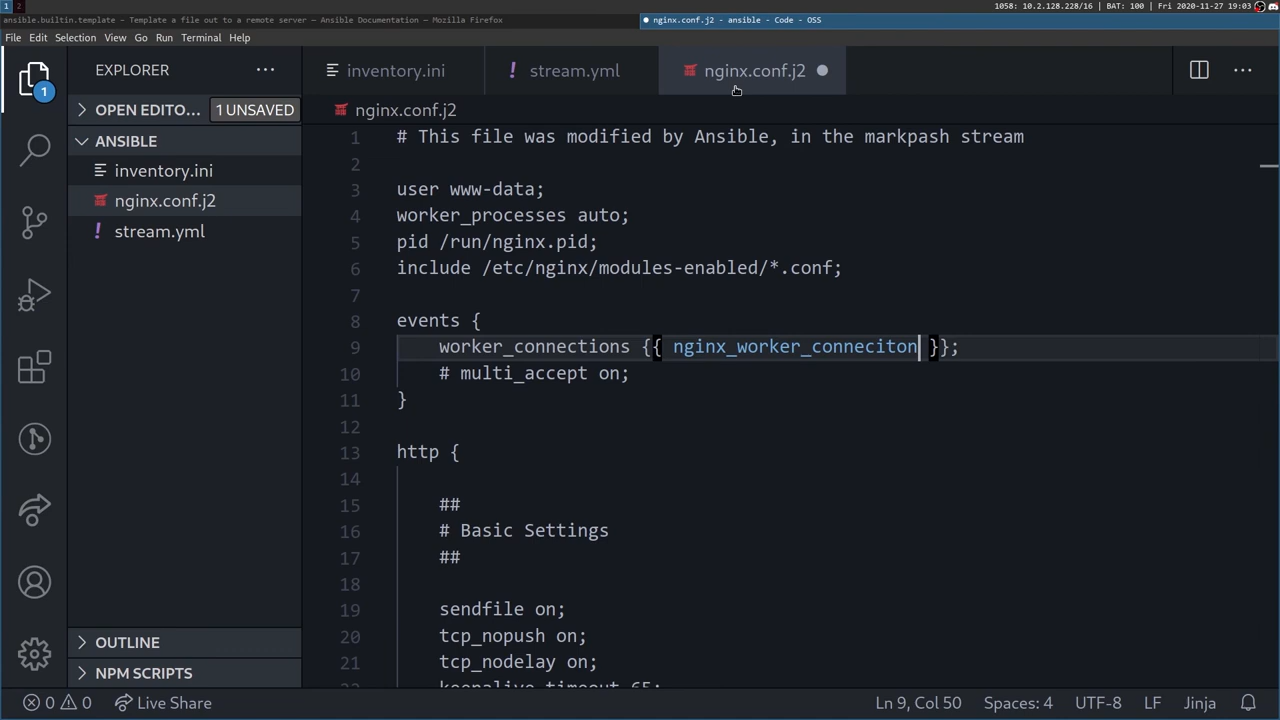 1 2
ansible.builtin.template - Template a file out to a remote server — Ansible Documentation — Mozilla Firefox
nginx.conf.j2 - ansible - Code - OSS
1058: 10.2.128.228/16 | BAT: 100 | Fri 2020-11-27 19:03
File Edit Selection View Go Run Terminal Help
EXPLORER
inventory.ini
stream.yml
nginx.conf.j2
1
OPEN EDITO... 1 UNSAVED
nginx.conf.j2
ANSIBLE
inventory.ini
nginx.conf.j2
stream.yml
1 # This file was modified by Ansible, in the markpash stream
2
3 user www-data;
4 worker_processes auto;
5 pid /run/nginx.pid;
6 include /etc/nginx/modules-enabled/*.conf;
7
8 events {
9 worker_connections {{ nginx_worker_conneciton }};
10 # multi_accept on;
11 }
12
13 http {
14
15 ##
16 # Basic Settings
17 ##
18
19 sendfile on;
20 tcp_nopush on;
21 tcp_nodelay on;
22 keepalive_timeout 65;
OUTLINE
NPM SCRIPTS
0 0 Live Share
Ln 9, Col 50 Spaces: 4 UTF-8 LF Jinja